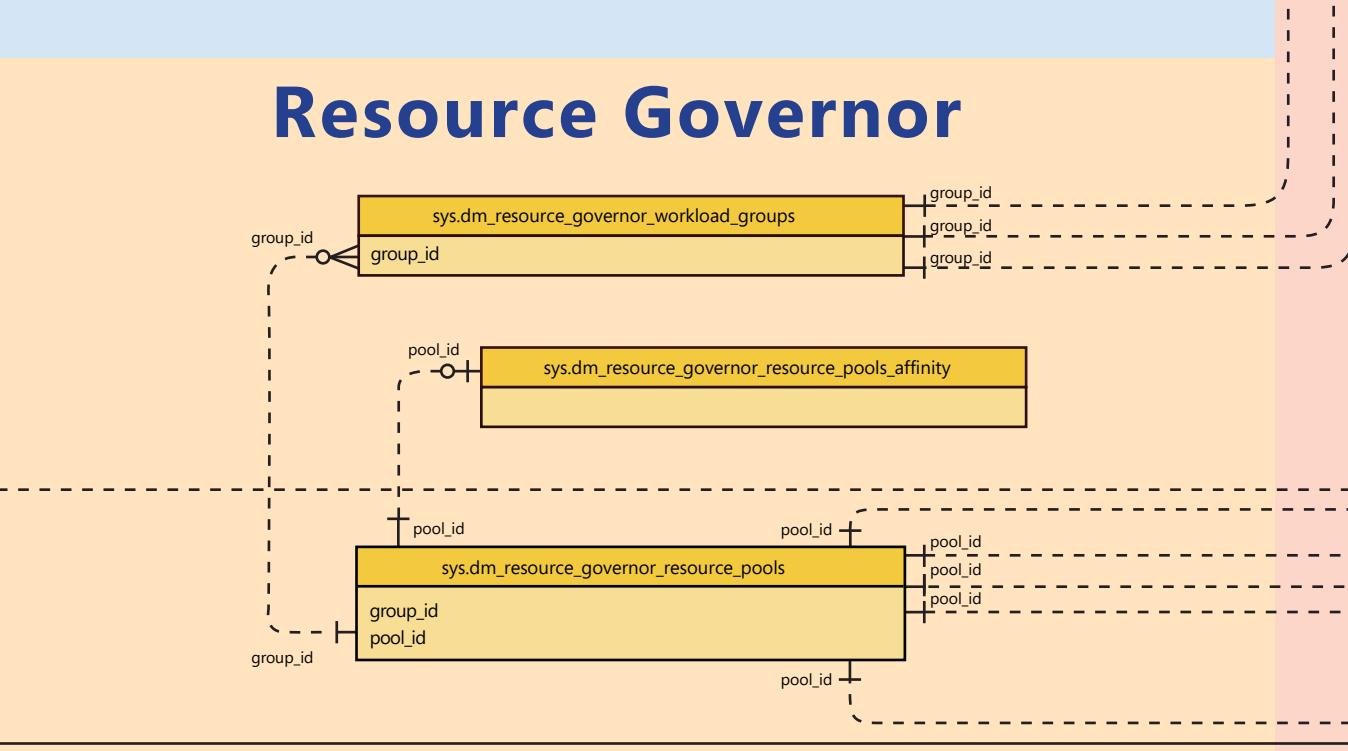 Resource Governor
group_id
sys.dm_resource_governor_workload_groups
group_id
group_id
group_id
group_id
pool_id
sys.dm_resource_governor_resource_pools_affinity
pool_id
pool_id
sys.dm_resource_governor_resource_pools
pool_id
pool_id
pool_id
group_id
pool_id
group_id
pool_id